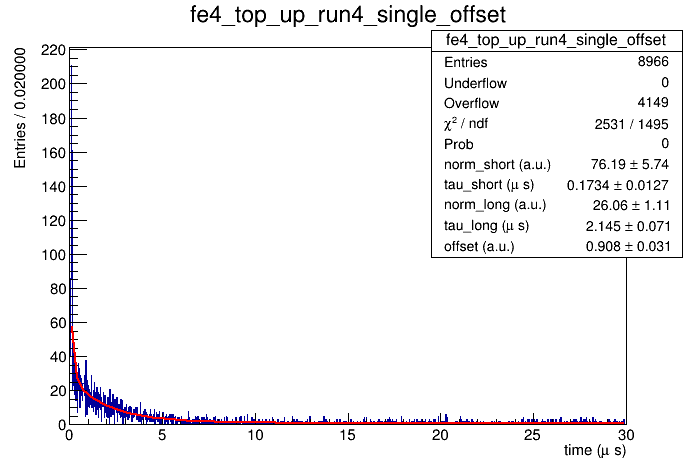 fe4_top_up_run4_single_offset
fe4_top_up_run4_single_offset
Entries 8966
Underflow 0
Overflow 4149
χ² / ndf 2531 / 1495
Prob 0
norm_short (a.u.) 76.19 ± 5.74
tau_short (μ s) 0.1734 ± 0.0127
norm_long (a.u.) 26.06 ± 1.11
tau_long (μ s) 2.145 ± 0.071
offset (a.u.) 0.908 ± 0.031
Entries / 0.020000
220
200
180
160
140
120
100
80
60
40
20
0
0 5 10 15 20 25 30
time (μ s)